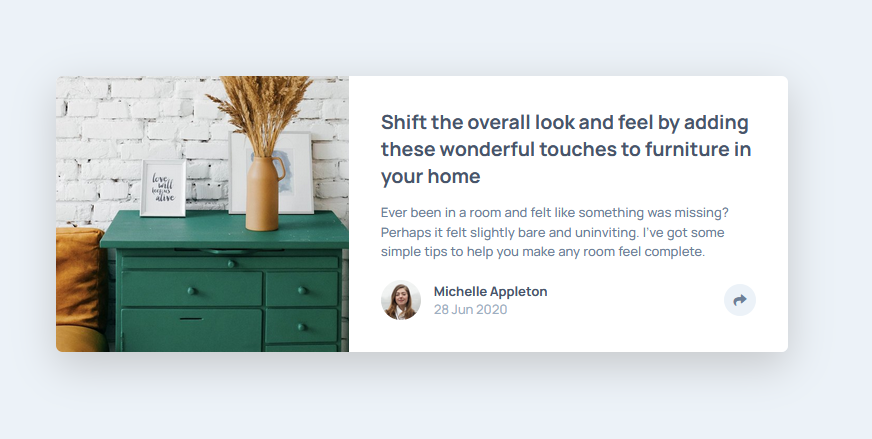 love
will
keep us
alive
Shift the overall look and feel by adding
these wonderful touches to furniture in
your home
Ever been in a room and felt like something was missing?
Perhaps it felt slightly bare and uninviting. I've got some
simple tips to help you make any room feel complete.
Michelle Appleton
28 Jun 2020